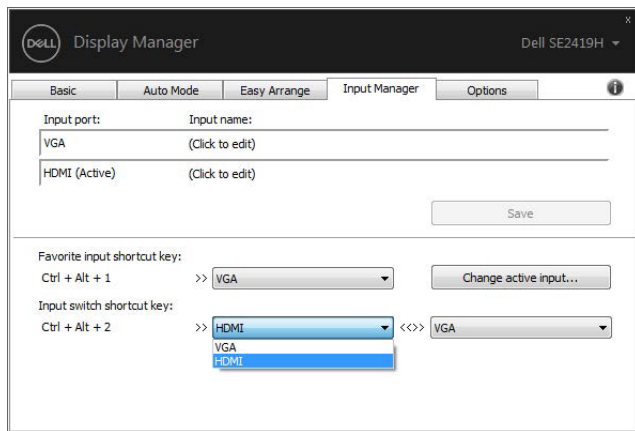 DELL Display Manager Dell SE2419H
x
Basic Auto Mode Easy Arrange Input Manager Options i
Input port: Input name:
VGA (Click to edit)
HDMI (Active) (Click to edit)
Save
Favorite input shortcut key:
Ctrl + Alt + 1 >> VGA Change active input...
Input switch shortcut key:
Ctrl + Alt + 2 >> HDMI <<>> VGA
VGA
HDMI